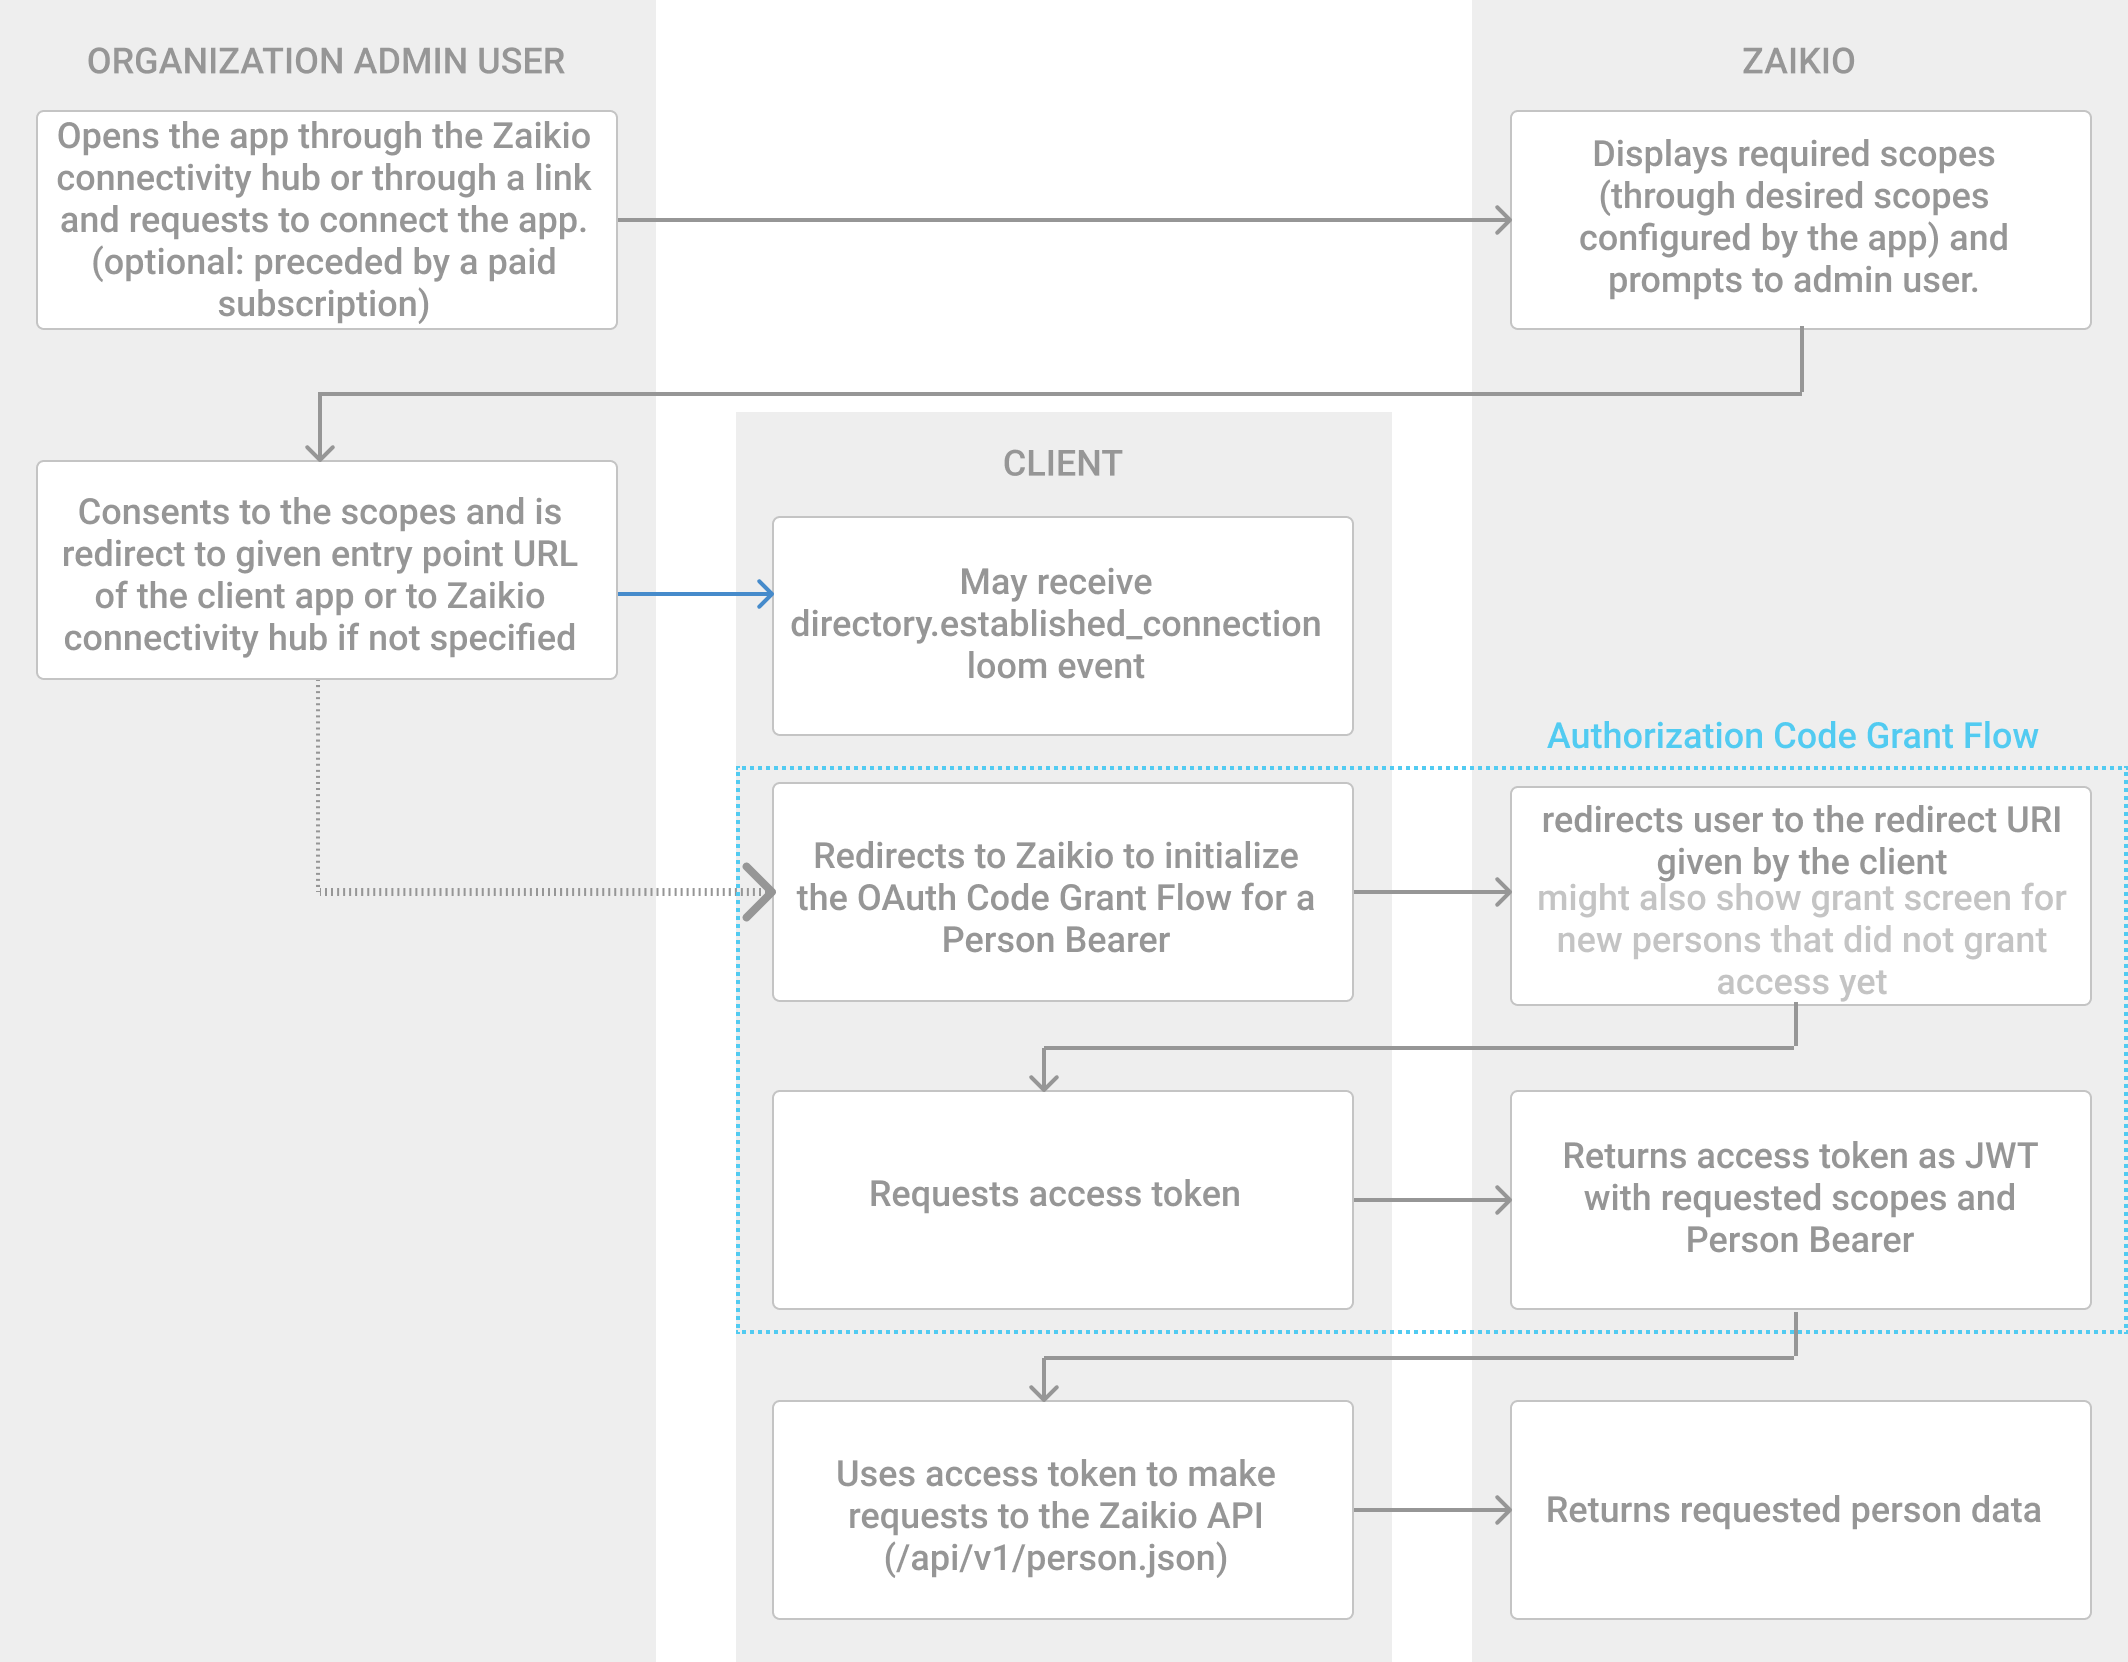 ORGANIZATION ADMIN USER
ZAIKIO
Opens the app through the Zaikio
connectivity hub or through a link
and requests to connect the app.
(optional: preceded by a paid
subscription)
Displays required scopes
(through desired scopes
configured by the app) and
prompts to admin user.
CLIENT
Consents to the scopes and is
redirect to given entry point URL
of the client app or to Zaikio
connectivity hub if not specified
May receive
directory.established_connection
loom event
Authorization Code Grant Flow
Redirects to Zaikio to initialize
the OAuth Code Grant Flow for a
Person Bearer
redirects user to the redirect URI
given by the client
might also show grant screen for
new persons that did not grant
access yet
Requests access token
Returns access token as JWT
with requested scopes and
Person Bearer
Uses access token to make
requests to the Zaikio API
(/api/v1/person.json)
Returns requested person data